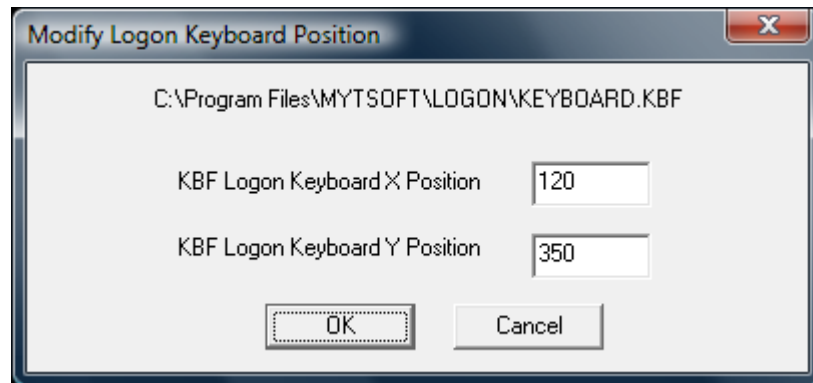 Modify Logon Keyboard Position
C:\Program Files\MYTSOFT\LOGON\KEYBOARD.KBF
KBF Logon Keyboard X Position 120
KBF Logon Keyboard Y Position 350
OK Cancel